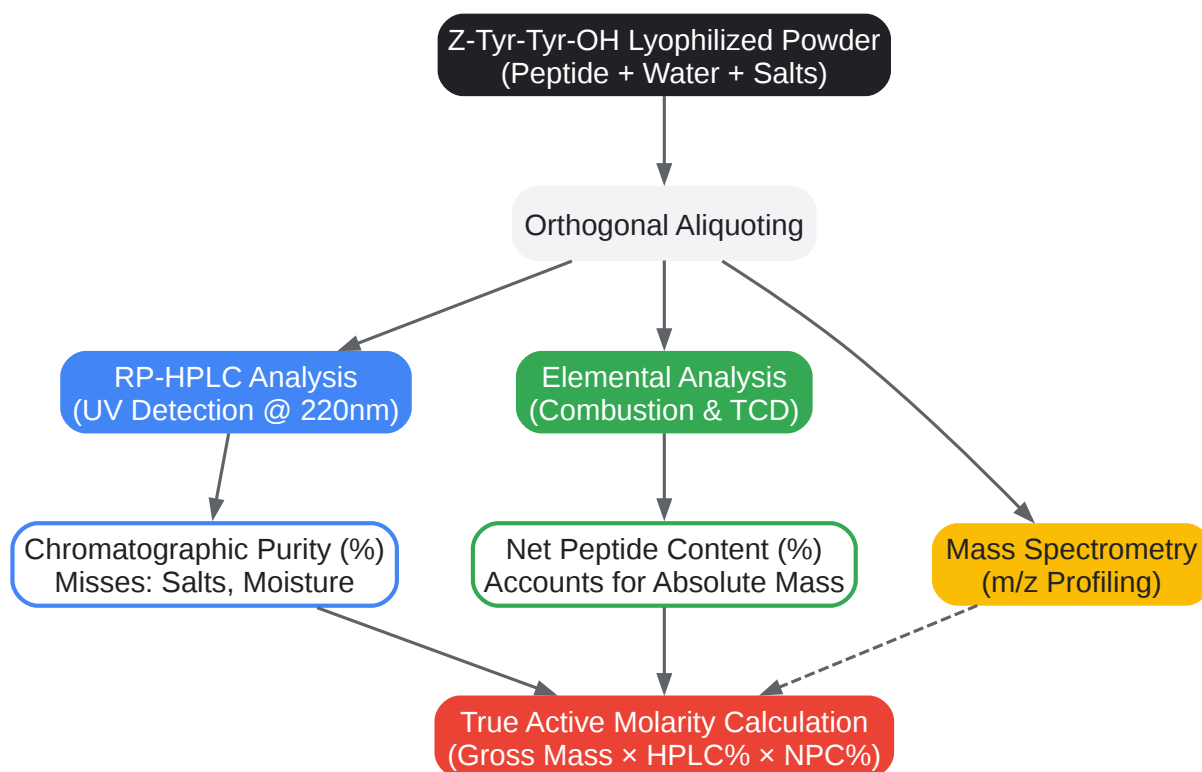 Z-Tyr-Tyr-OH Lyophilized Powder
(Peptide + Water + Salts)
Orthogonal Aliquoting
RP-HPLC Analysis
(UV Detection @ 220nm)
Elemental Analysis
(Combustion & TCD)
Chromatographic Purity (%)
Misses: Salts, Moisture
Net Peptide Content (%)
Accounts for Absolute Mass
Mass Spectrometry
(m/z Profiling)
True Active Molarity Calculation
(Gross Mass × HPLC% × NPC%)